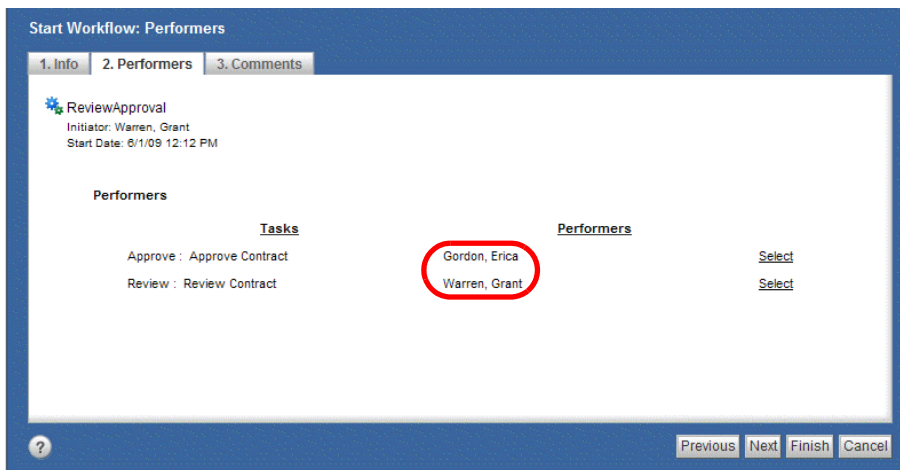 Start Workflow: Performers
1. Info 2. Performers 3. Comments
ReviewApproval
Initiator: Warren, Grant
Start Date: 6/1/09 12:12 PM
Performers
Tasks Performers
Approve : Approve Contract Gordon, Erica Select
Review : Review Contract Warren, Grant Select
? Previous Next Finish Cancel